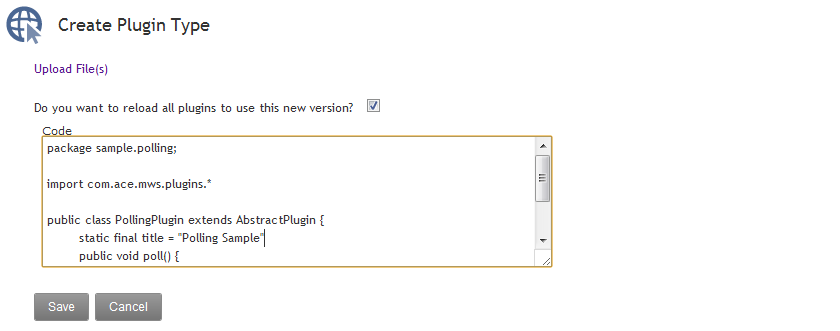 Create Plugin Type
Upload File(s)
Do you want to reload all plugins to use this new version?
Code
package sample.polling;
import com.ace.mws.plugins.*
public class PollingPlugin extends AbstractPlugin {
static final title = "Polling Sample"
public void poll() {
Save Cancel